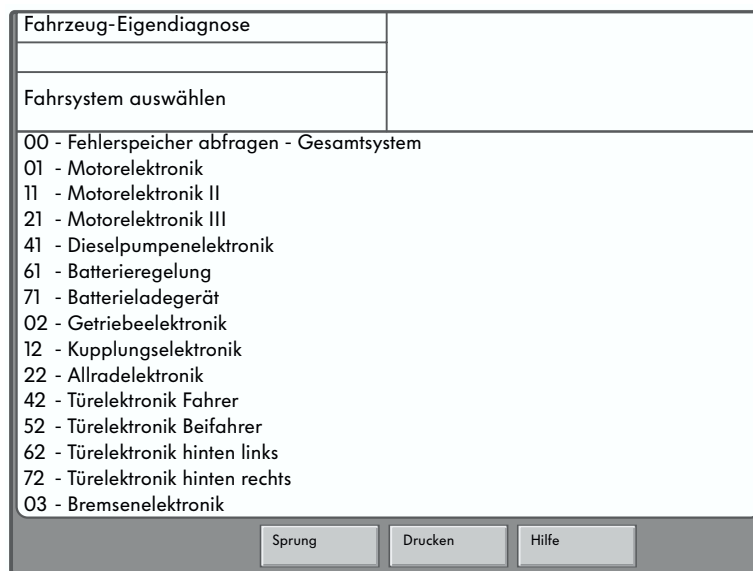 Fahrzeug-Eigendiagnose
Fahrsystem auswählen
00 - Fehlerspeicher abfragen - Gesamtsystem
01 - Motorelektronik
11 - Motorelektronik II
21 - Motorelektronik III
41 - Dieselpumpenelektronik
61 - Batterieregelung
71 - Batterieladegerät
02 - Getriebeelektronik
12 - Kupplungselektronik
22 - Allradelektronik
42 - Türelektronik Fahrer
52 - Türelektronik Beifahrer
62 - Türelektronik hinten links
72 - Türelektronik hinten rechts
03 - Bremsenelektronik
Sprung Drucken Hilfe